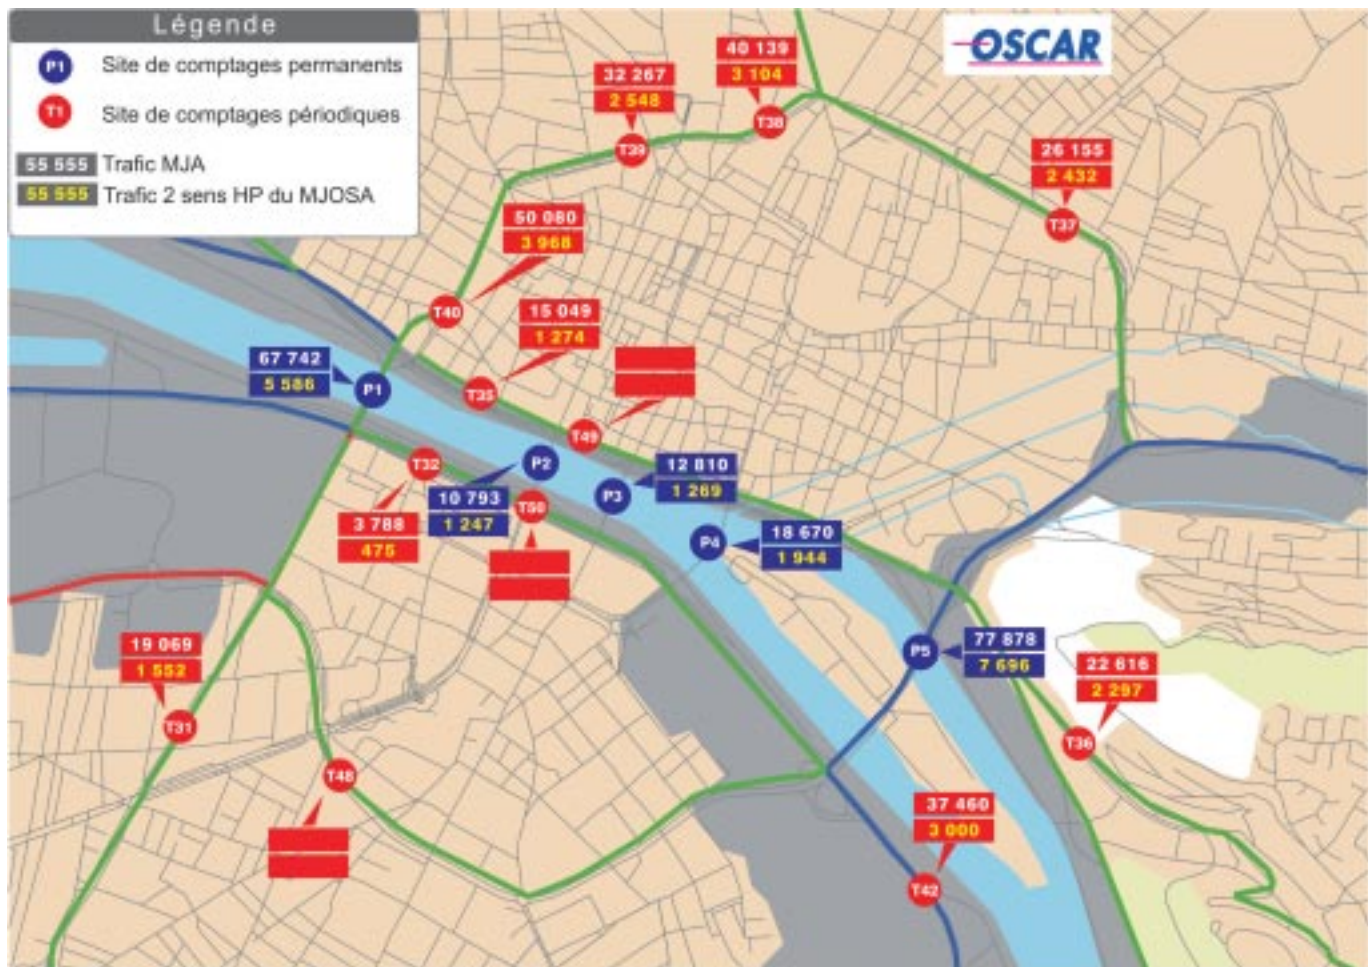 Légende
P1 Site de comptages permanents
T1 Site de comptages périodiques
55 555 Trafic MJA
55 555 Trafic 2 sens HP du MJOSA
OSCAR
40 139
3 104
T38
32 267
2 548
T39
26 155
2 432
T37
50 080
3 968
T40
15 049
1 274
T35
67 742
5 586
P1
T49
T32
3 788
475
P2
10 793
1 247
T50
P3
12 810
1 269
P4
18 670
1 944
P5
77 878
7 696
22 616
2 297
T36
19 069
1 552
T31
T48
37 460
3 000
T42